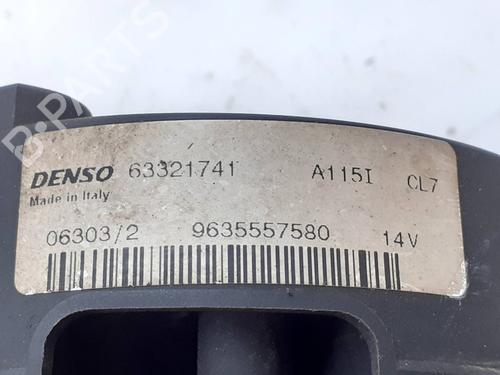 B-PARTS
DENSO 63321741 A115I CL7
Made in Italy
06303/2 9635557580 14V